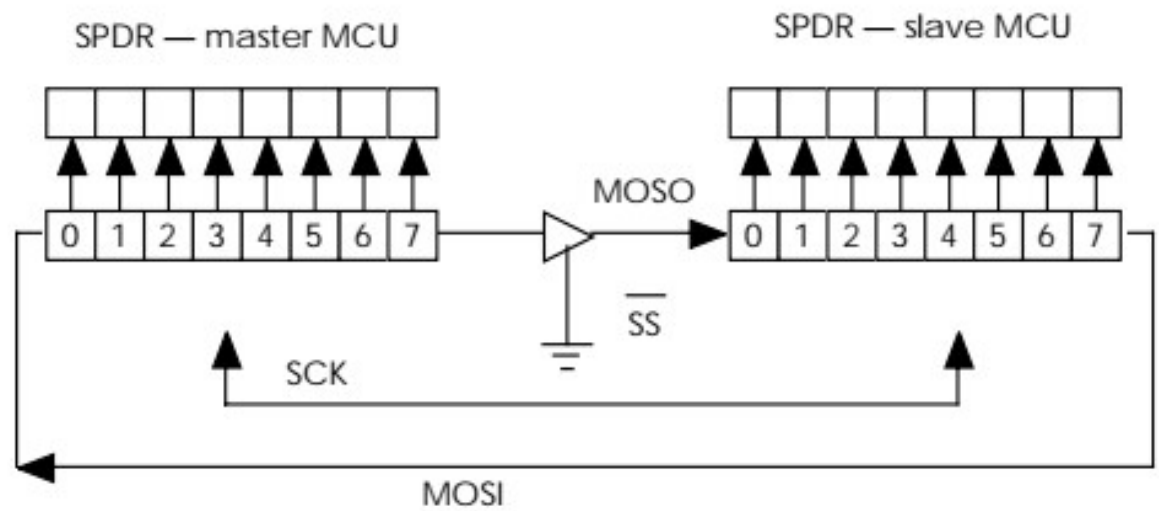 SPDR — master MCU
SPDR — slave MCU
MOSO
0 1 2 3 4 5 6 7
0 1 2 3 4 5 6 7
SS
SCK
MOSI